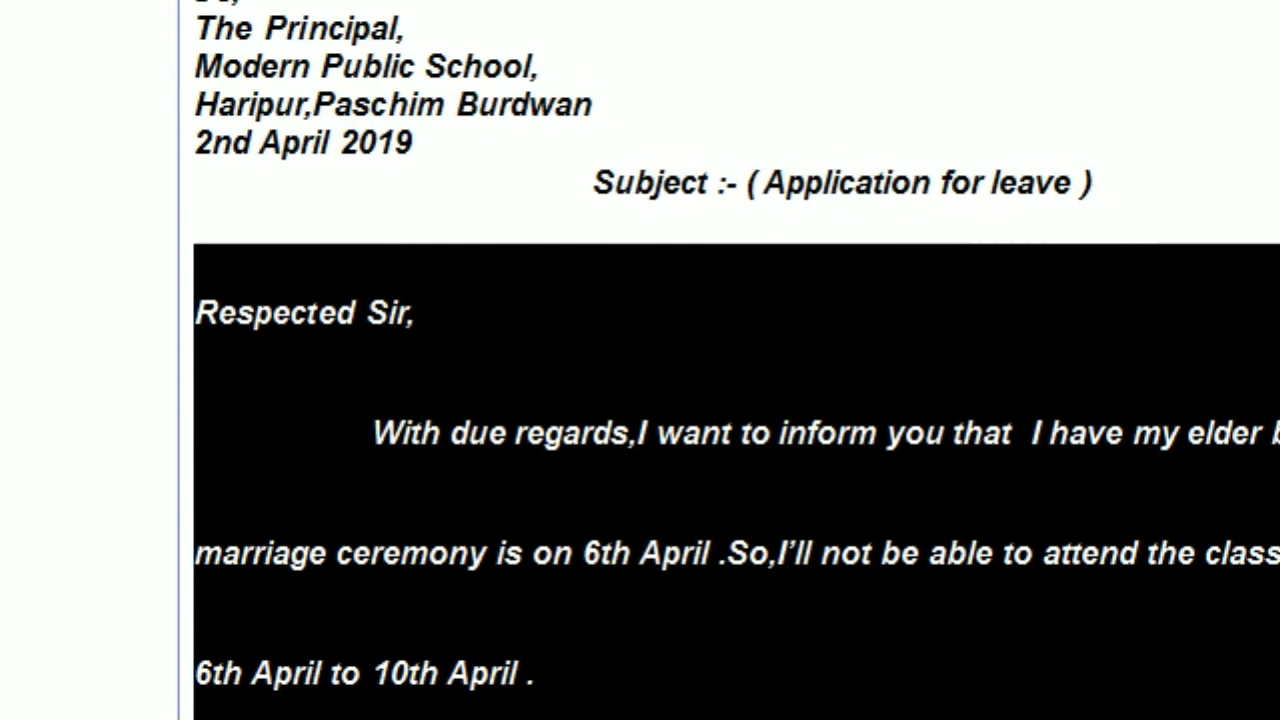 The Principal,
Modern Public School,
Haripur,Paschim Burdwan
2nd April 2019
Subject :- ( Application for leave )
Respected Sir,
With due regards,I want to inform you that I have my elder
marriage ceremony is on 6th April .So,I’ll not be able to attend the class
6th April to 10th April .